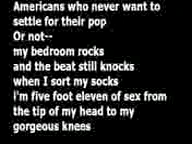 Americans who never want to
settle for their pop
Or not--
my bedroom rocks
and the beat still knocks
when I sort my socks
i'm five foot eleven of sex from
the tip of my head to my
gorgeous knees